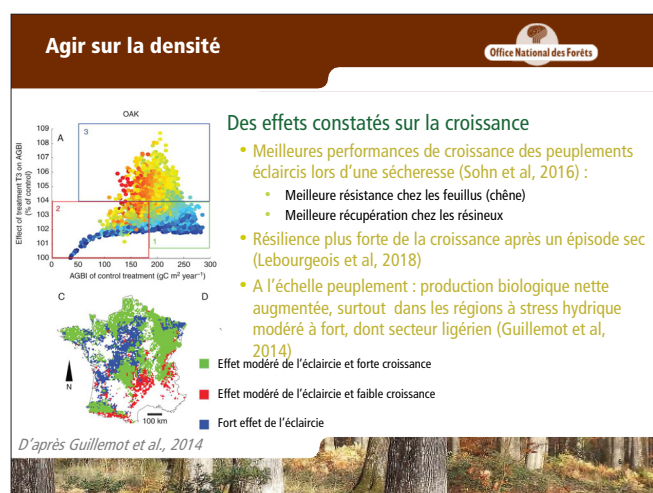 Agir sur la densité
Office National des Forêts
OAK
Effect of treatment T3 on AGBI
(% of control)
109
108
107
106
105
104
103
102
101
100
A
3
2
1
0
50
100
150
200
250
300
AGBI of control treatment (gC m² year⁻¹)
C
D
N
100 km
Des effets constatés sur la croissance
• Meilleures performances de croissance des peuplements
éclaircis lors d'une sécheresse (Sohn et al, 2016) :
• Meilleure résistance chez les feuillus (chêne)
• Meilleure récupération chez les résineux
• Résilience plus forte de la croissance après un épisode sec
(Lebourgeois et al, 2018)
• A l'échelle peuplement : production biologique nette
augmentée, surtout dans les régions à stress hydrique
modéré à fort, dont secteur ligérien (Guillemot et al,
2014)
Effet modéré de l'éclaircie et forte croissance
Effet modéré de l'éclaircie et faible croissance
Fort effet de l'éclaircie
D'après Guillemot et al., 2014